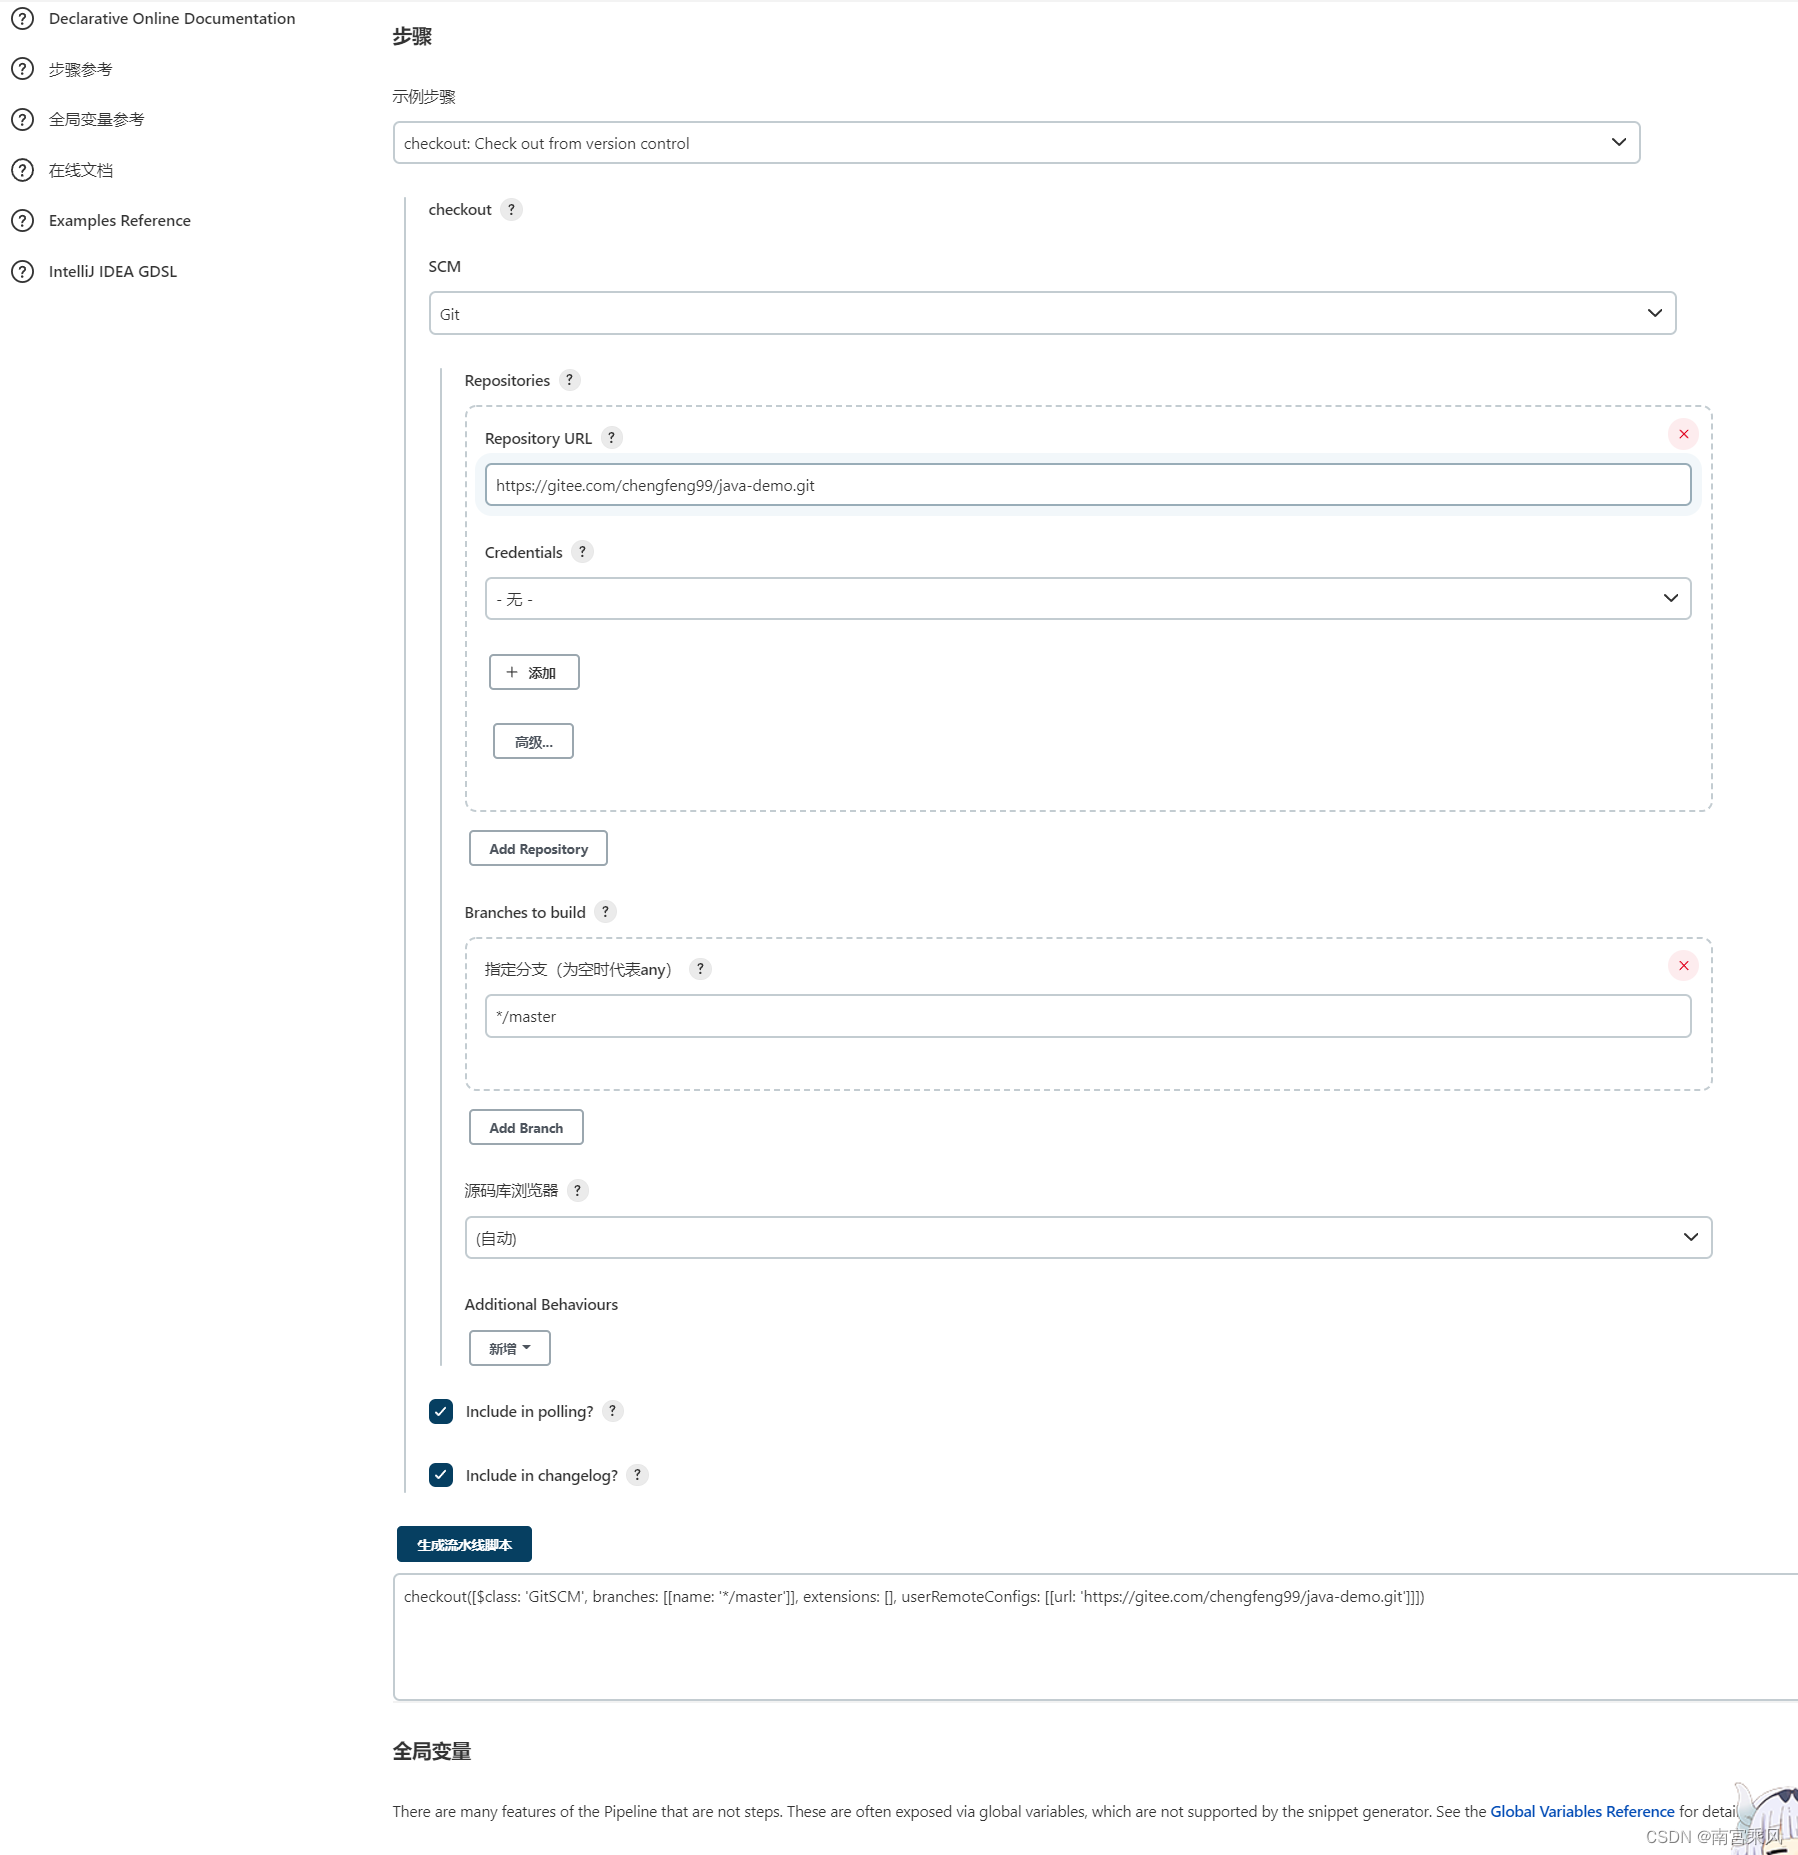 Declarative Online Documentation
步骤参考
全局变量参考
在线文档
Examples Reference
IntelliJ IDEA GDSL
步骤
示例步骤
checkout: Check out from version control
checkout ?
SCM
Git
Repositories ?
Repository URL ?
https://gitee.com/chengfeng99/java-demo.git
Credentials ?
- 无 -
+ 添加
高级...
Add Repository
Branches to build ?
指定分支（为空时代表any） ?
*/master
Add Branch
源码库浏览器 ?
(自动)
Additional Behaviours
新增
Include in polling? ?
Include in changelog? ?
生成流水线脚本
checkout([$class: 'GitSCM', branches: [[name: '*/master']], extensions: [], userRemoteConfigs: [[url: 'https://gitee.com/chengfeng99/java-demo.git']]])
全局变量
There are many features of the Pipeline that are not steps. These are often exposed via global variables, which are not supported by the snippet generator. See the Global Variables Reference for detai
CSDN @南宫乘风